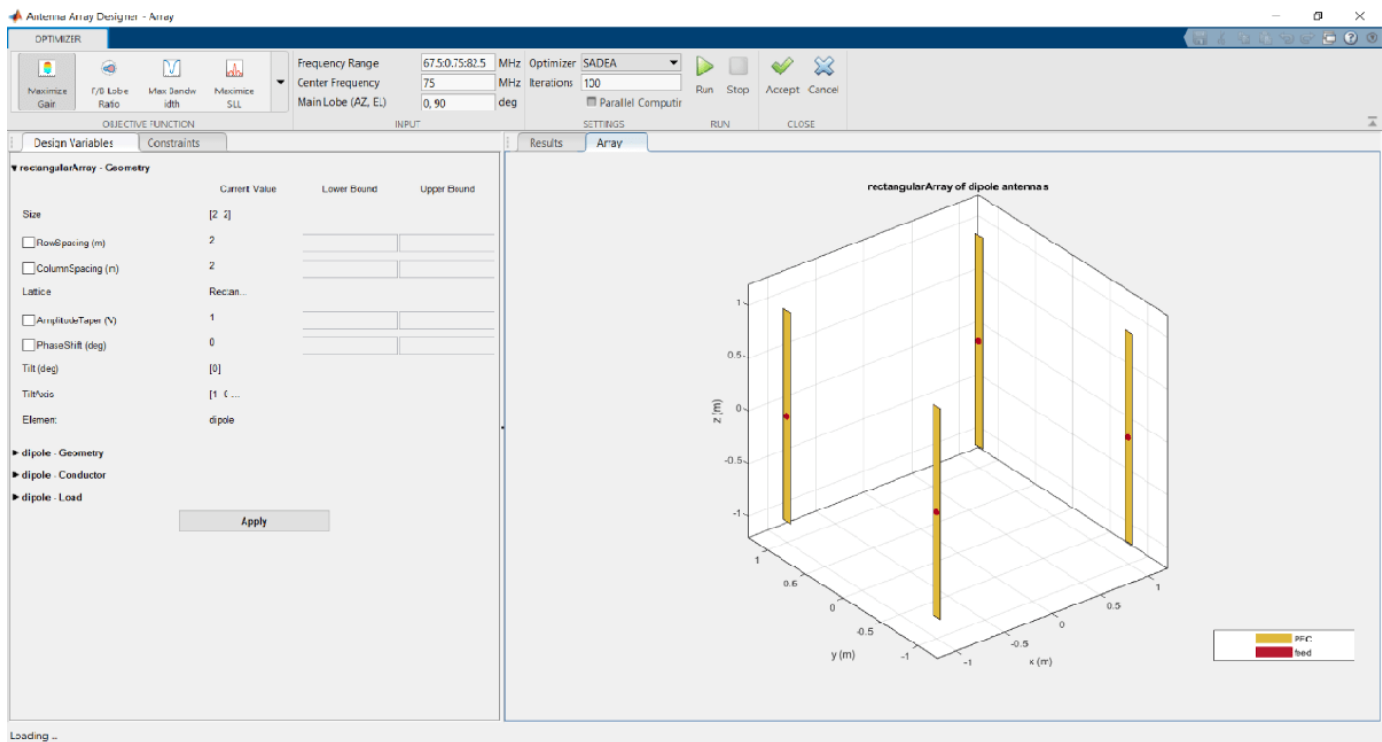 Antenna Array Designer - Array
OPTIMIZER
Maximize Gain
F/B Lobe Ratio
Max Bandwidth
Maximize SLL
OBJECTIVE FUNCTION
Frequency Range 67.5:0.75:82.5 MHz
Center Frequency 75 MHz
Main Lobe (AZ, EL) 0, 90 deg
INPUT
Optimizer SADEA
Iterations 100
Parallel Computin
SETTINGS
Run Stop
RUN
Accept Cancel
CLOSE
Design Variables Constraints
rectangularArray - Geometry
Current Value Lower Bound Upper Bound
Size [2 2]
RowSpacing (m) 2
ColumnSpacing (m) 2
Lattice Rectan...
AmplitudeTaper (V) 1
PhaseShift (deg) 0
Tilt (deg) [0]
TiltAxis [1 0 ...
Element dipole
dipole - Geometry
dipole - Conductor
dipole - Load
Apply
Results Array
rectangularArray of dipole antennas
1
0.5
0
-0.5
-1
z (m)
1
0.5
0
-0.5
-1
y (m)
-1
-0.5
0
0.5
1
x (m)
PEC
feed
Loading ...